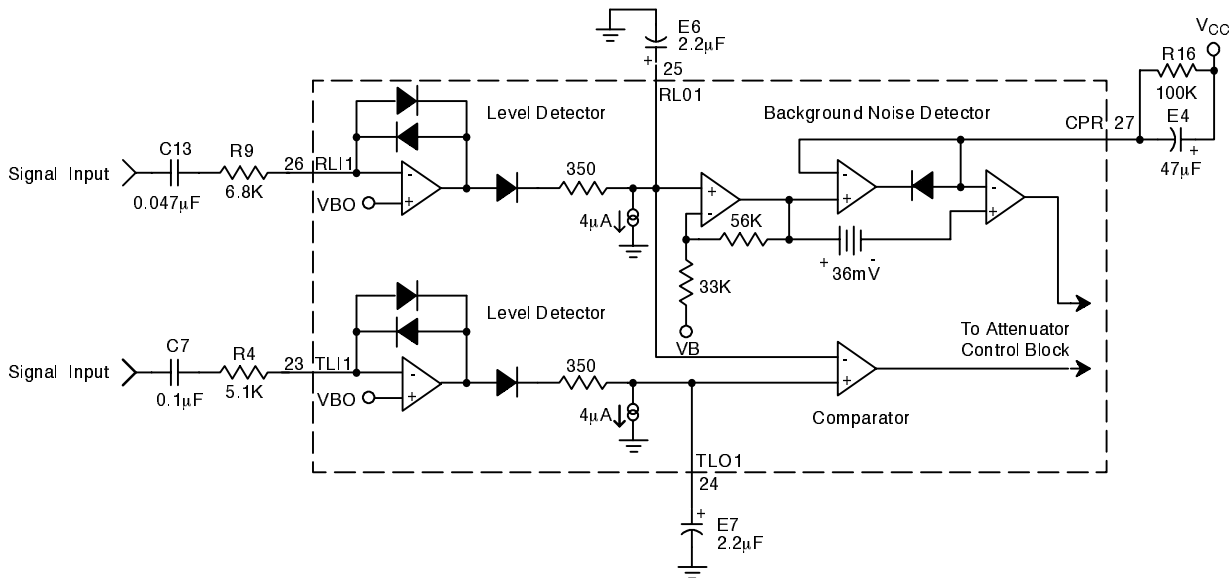 E6
2.2µF
+
25
RL01
VCC
R16
100K
E4
+
47µF
CPR 27
Level Detector
Background Noise Detector
Signal Input
C13
0.047µF
R9
6.8K
26 RLI1
-
+
VBO
350
4µA
+
-
56K
33K
VB
+
-
+ 36mV -
-
+
To Attenuator
Control Block
Level Detector
Signal Input
C7
0.1µF
R4
5.1K
23 TLI1
-
+
VBO
350
4µA
-
+
Comparator
TLO1
24
+
E7
2.2µF